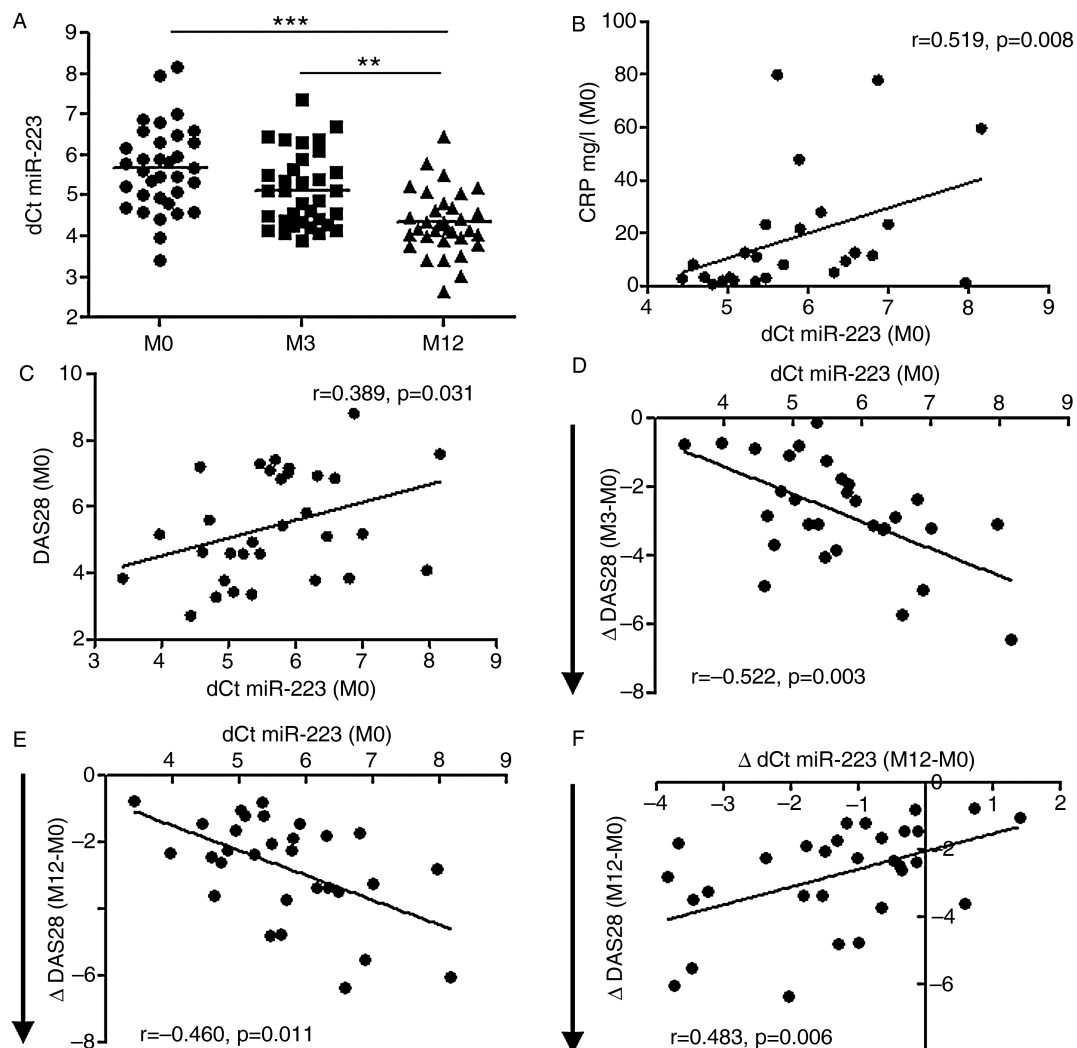 A
***
**
dCt miR-223
9
8
7
6
5
4
3
2
M0
M3
M12
B
r=0.519, p=0.008
CRP mg/l (M0)
100
80
60
40
20
0
4
5
6
7
8
9
dCt miR-223 (M0)
C
r=0.389, p=0.031
DAS28 (M0)
10
8
6
4
2
3
4
5
6
7
8
9
dCt miR-223 (M0)
D
dCt miR-223 (M0)
4
5
6
7
8
9
0
–2
–4
–6
–8
Δ DAS28 (M3-M0)
r=–0.522, p=0.003
E
dCt miR-223 (M0)
4
5
6
7
8
9
0
–2
–4
–6
–8
Δ DAS28 (M12-M0)
r=–0.460, p=0.011
F
Δ dCt miR-223 (M12-M0)
–4
–3
–2
–1
0
1
2
–2
–4
–6
Δ DAS28 (M12-M0)
r=0.483, p=0.006